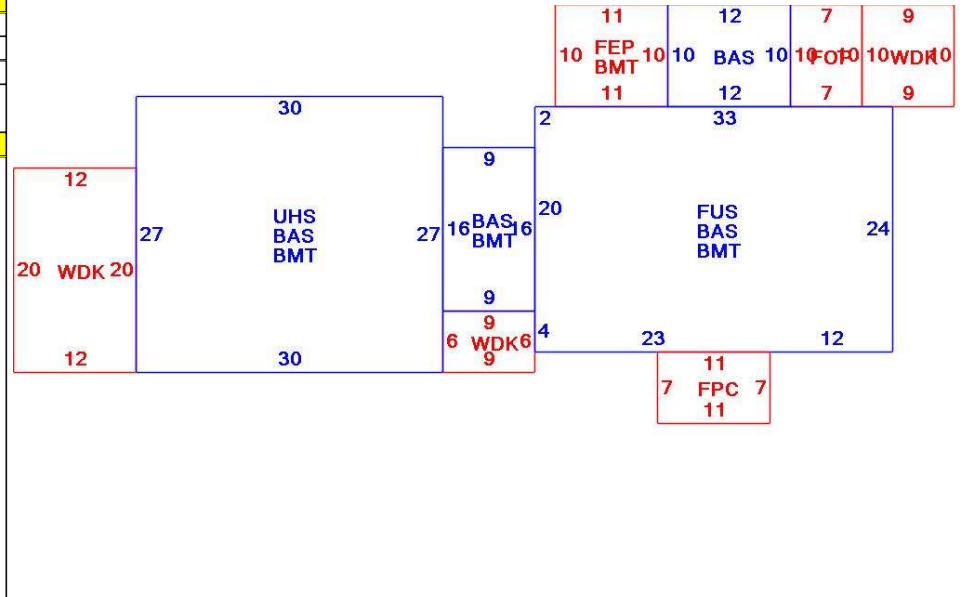 11 12 7 9
10 FEP 10 10 BAS 10 10 FOP 10 10 WDK 10
BMT
11 12 7 9
30 2 33
9
12
20
UHS FUS
27 BAS 27 16 BAS 16 BAS 24
BMT BMT BMT
20 WDK 20
9
9
4
6 WDK 6 23 12
12 30 9
11
7 FPC 7
11